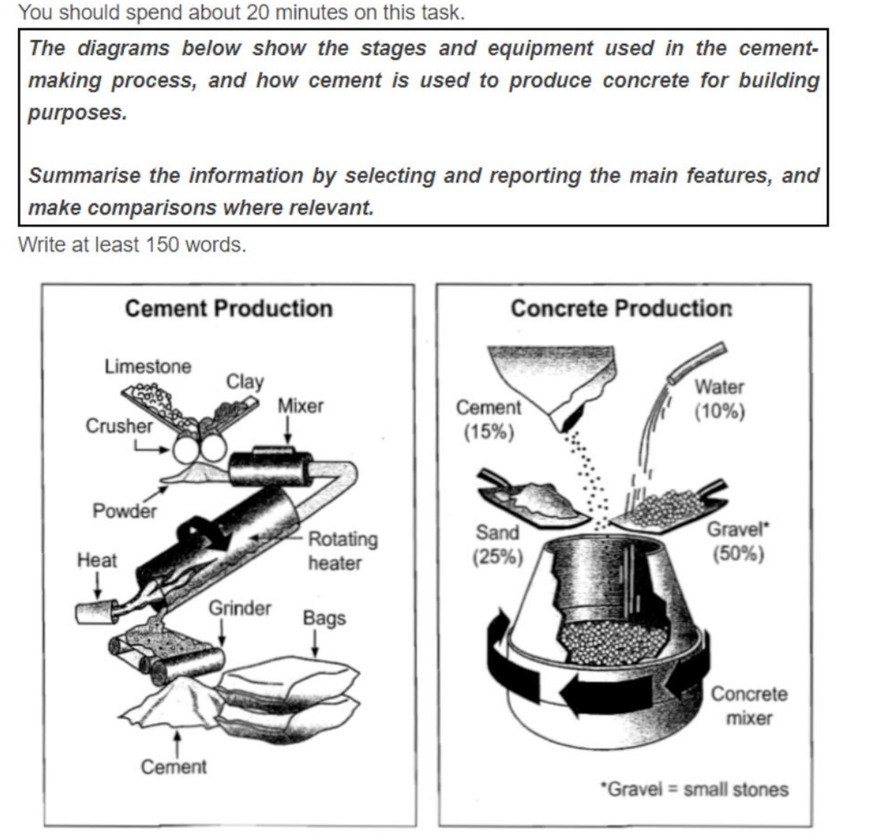 You should spend about 20 minutes on this task.
The diagrams below show the stages and equipment used in the cement-
making process, and how cement is used to produce concrete for building
purposes.
Summarise the information by selecting and reporting the main features, and
make comparisons where relevant.
Write at least 150 words.
Cement Production
Limestone
Clay
Mixer
Crusher
Powder
Rotating
heater
Heat
Grinder
Bags
Cement
Concrete Production
Water
(10%)
Cement
(15%)
Sand
(25%)
Gravel*
(50%)
Concrete
mixer
*Gravel = small stones